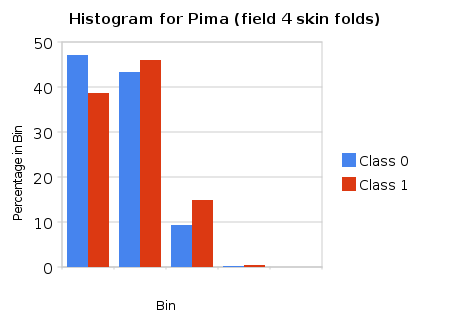 Histogram for Pima (field 4 skin folds)
50
40
30
20
10
0
Percentage in Bin
Bin
Class 0
Class 1